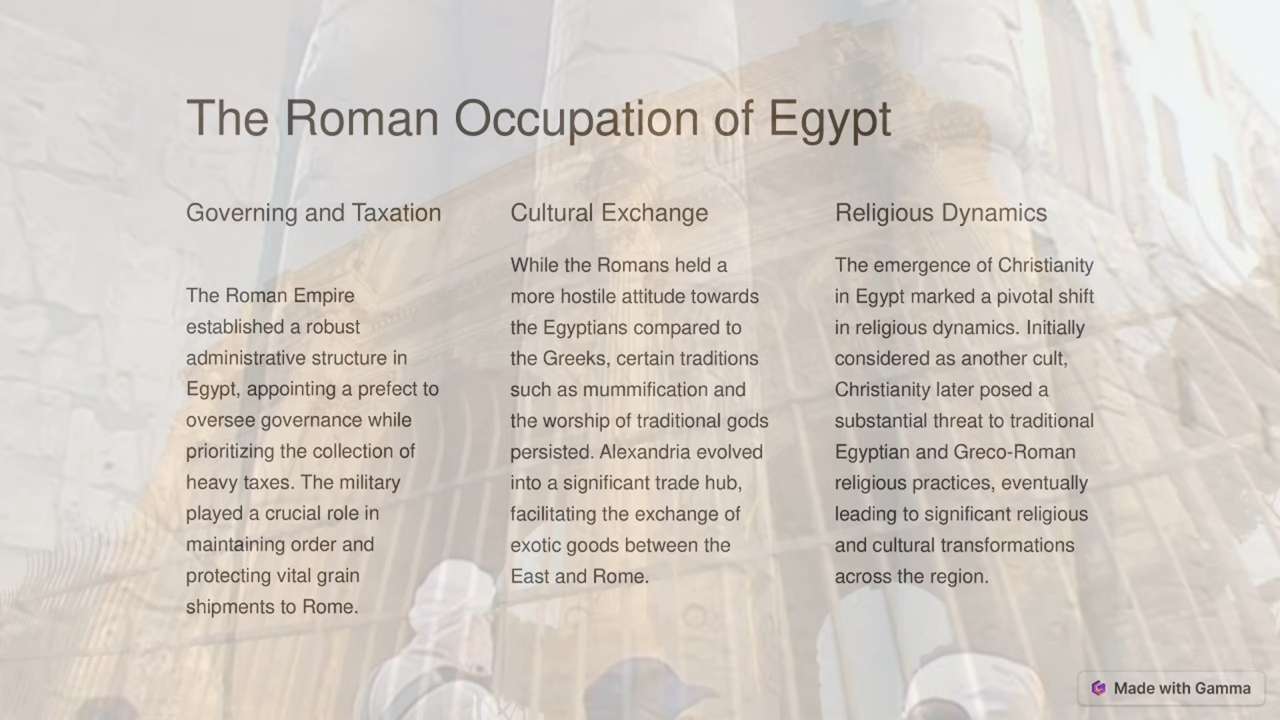 The Roman Occupation of Egypt
Governing and Taxation
The Roman Empire
established a robust
administrative structure in
Egypt, appointing a prefect to
oversee governance while
prioritizing the collection of
heavy taxes. The military
played a crucial role in
maintaining order and
protecting vital grain
shipments to Rome.
Cultural Exchange
While the Romans held a
more hostile attitude towards
the Egyptians compared to
the Greeks, certain traditions
such as mummification and
the worship of traditional gods
persisted. Alexandria evolved
into a significant trade hub,
facilitating the exchange of
exotic goods between the
East and Rome.
Religious Dynamics
The emergence of Christianity
in Egypt marked a pivotal shift
in religious dynamics. Initially
considered as another cult,
Christianity later posed a
substantial threat to traditional
Egyptian and Greco-Roman
religious practices, eventually
leading to significant religious
and cultural transformations
across the region.
Made with Gamma